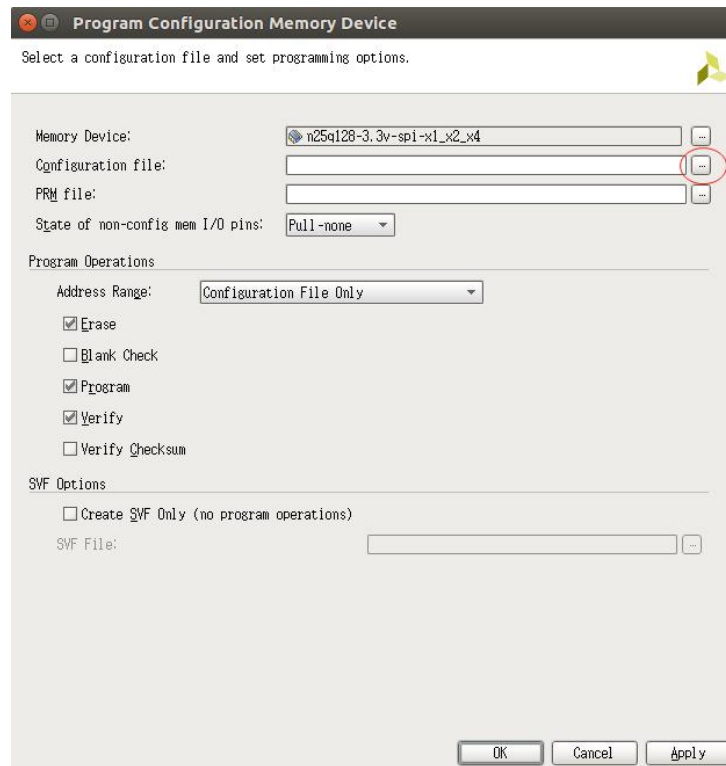 Program Configuration Memory Device
Select a configuration file and set programming options.
Memory Device:
n25q128-3.3v-spi-x1_x2_x4
...
Configuration file:
...
PRM file:
...
State of non-config mem I/O pins:
Pull-none
Program Operations
Address Range:
Configuration File Only
Erase
Blank Check
Program
Verify
Verify Checksum
SVF Options
Create SVF Only (no program operations)
SVF File:
...
OK Cancel Apply